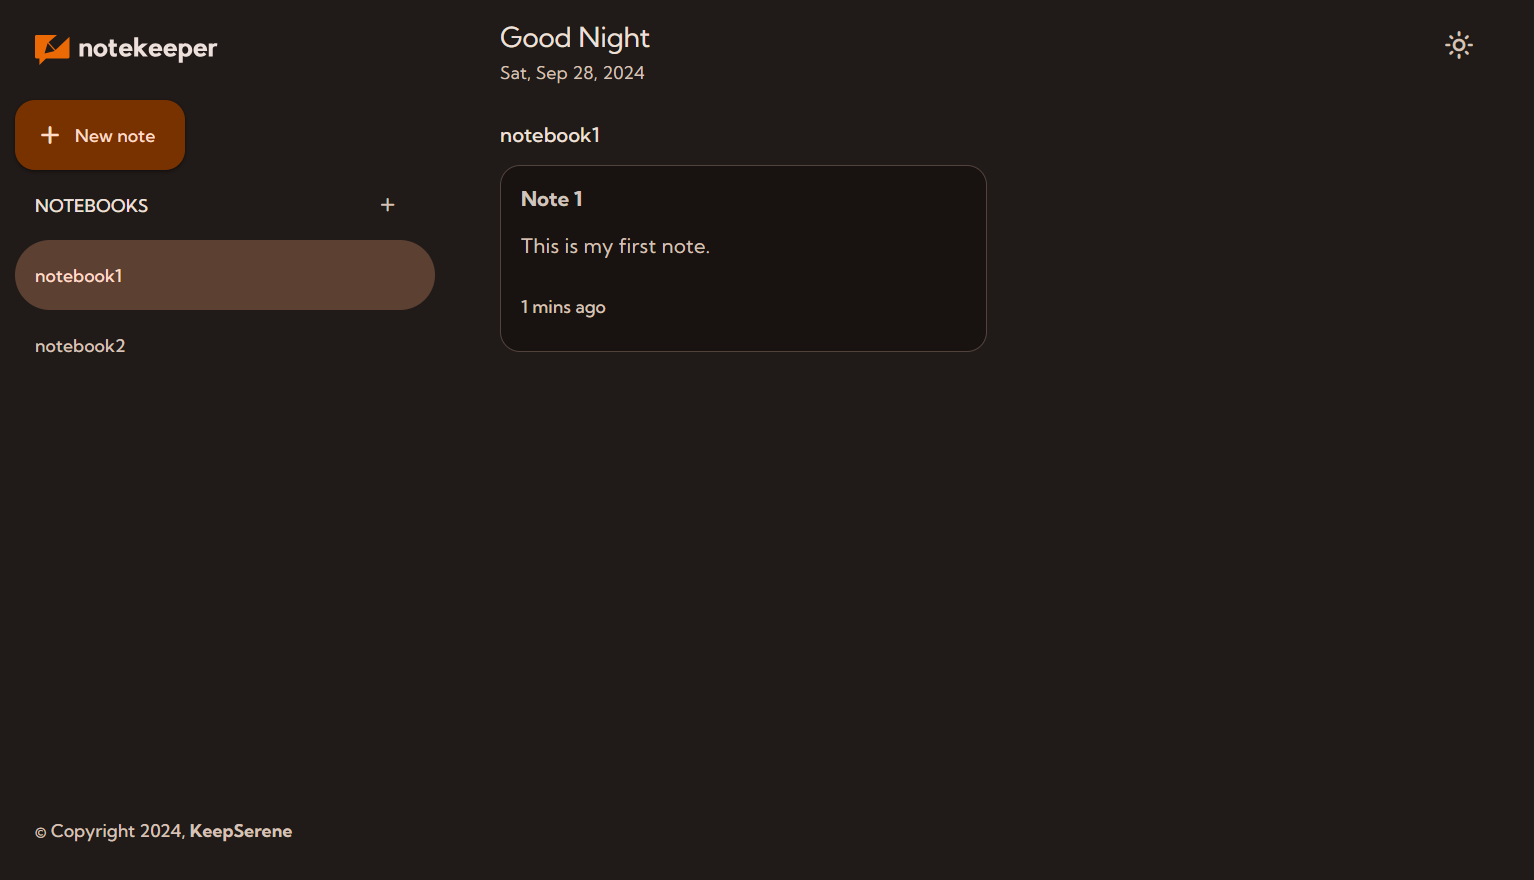 notekeeper
New note
NOTEBOOKS
notebook1
notebook2
© Copyright 2024, KeepSerene
Good Night
Sat, Sep 28, 2024
notebook1
Note 1
This is my first note.
1 mins ago